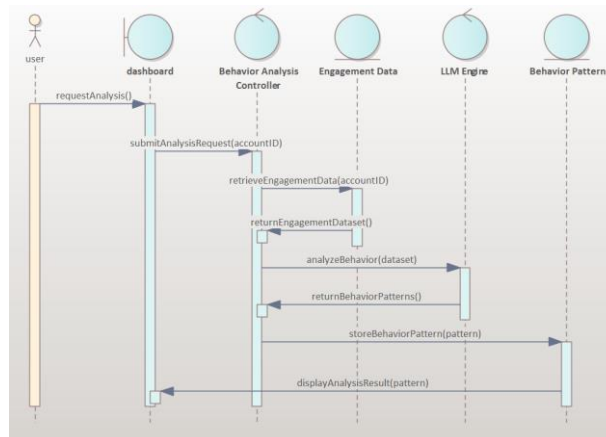 user
dashboard
Behavior Analysis
Controller
Engagement Data
LLM Engine
Behavior Pattern
requestAnalysis()
submitAnalysisRequest(accountID)
retrieveEngagementData(accountID)
returnEngagementDataset()
analyzeBehavior(dataset)
returnBehaviorPatterns()
storeBehaviorPattern(pattern)
displayAnalysisResult(pattern)